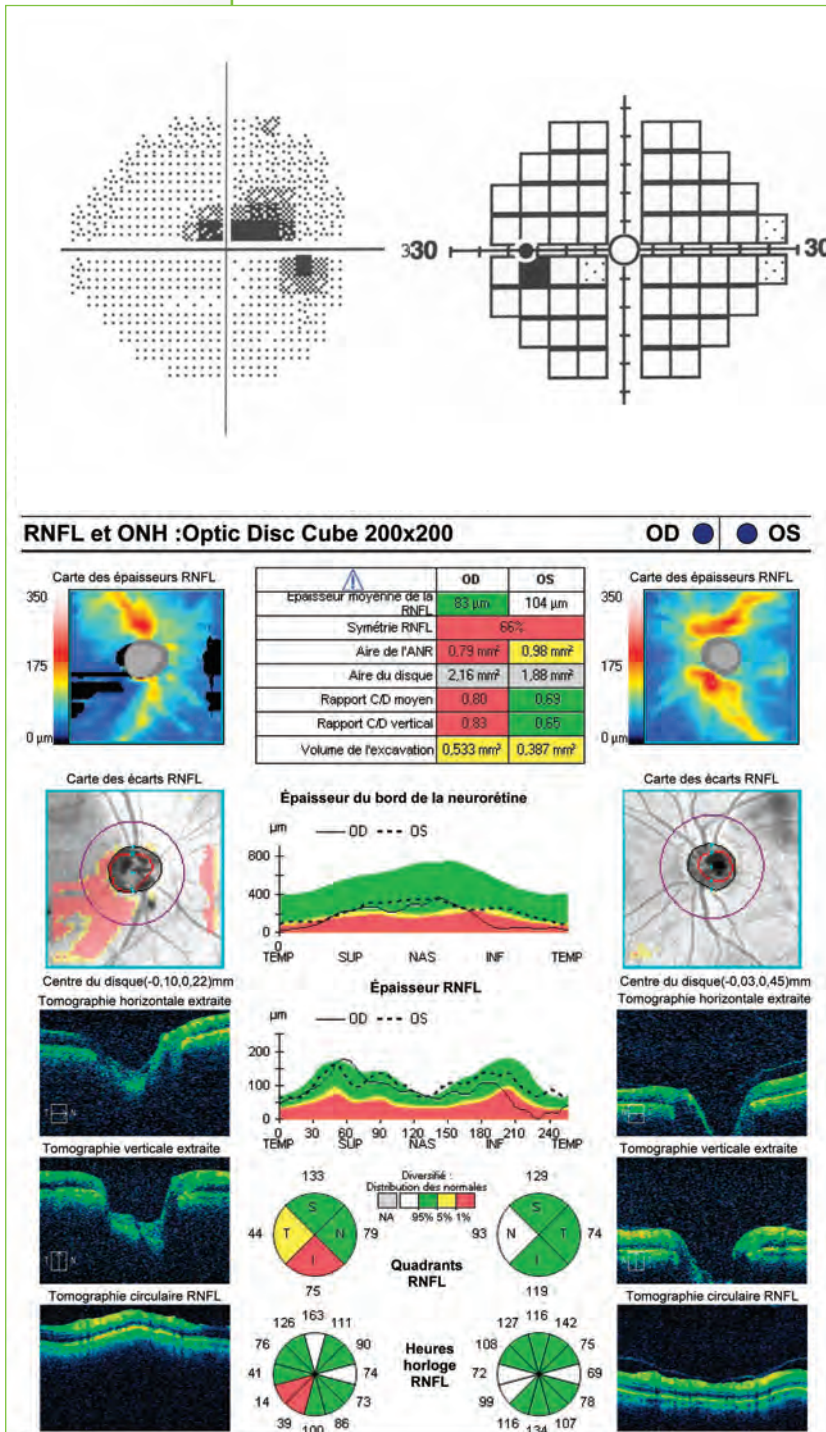 330
30
RNFL et ONH :Optic Disc Cube 200x200 OD OS
Carte des épaisseurs RNFL
350
175
0 µm
OD OS
Epaisseur moyenne de la RNFL 83 µm 104 µm
Symétrie RNFL 66%
Aire de l'ANR 0,79 mm² 0,98 mm²
Aire du disque 2,16 mm² 1,88 mm²
Rapport C/D moyen 0,80 0,69
Rapport C/D vertical 0,83 0,65
Volume de l'excavation 0,533 mm³ 0,387 mm³
Carte des épaisseurs RNFL
350
175
0 µm
Carte des écarts RNFL
Centre du disque(-0,10,0,22)mm
Épaisseur du bord de la neurorétine
µm OD OS
800
400
0
0
TEMP SUP NAS INF TEMP
Carte des écarts RNFL
Centre du disque(-0,03,0,45)mm
Tomographie horizontale extraite
T N
Épaisseur RNFL
µm OD OS
200
100
0
0 30 60 90 120 150 180 210 240
TEMP SUP NAS INF TEMP
Tomographie horizontale extraite
Tomographie verticale extraite
Tomographie verticale extraite
133
S
44 T N 79
I
75
Diversifié :
Distribution des normales
NA 95% 5% 1%
Quadrants
RNFL
129
S
93 N T 74
I
119
Tomographie circulaire RNFL
126 163 111
76 90
41 74
14 73
39 100 86
Heures
horloge
RNFL
127 116 142
108 75
72 69
99 78
116 134 107
Tomographie circulaire RNFL